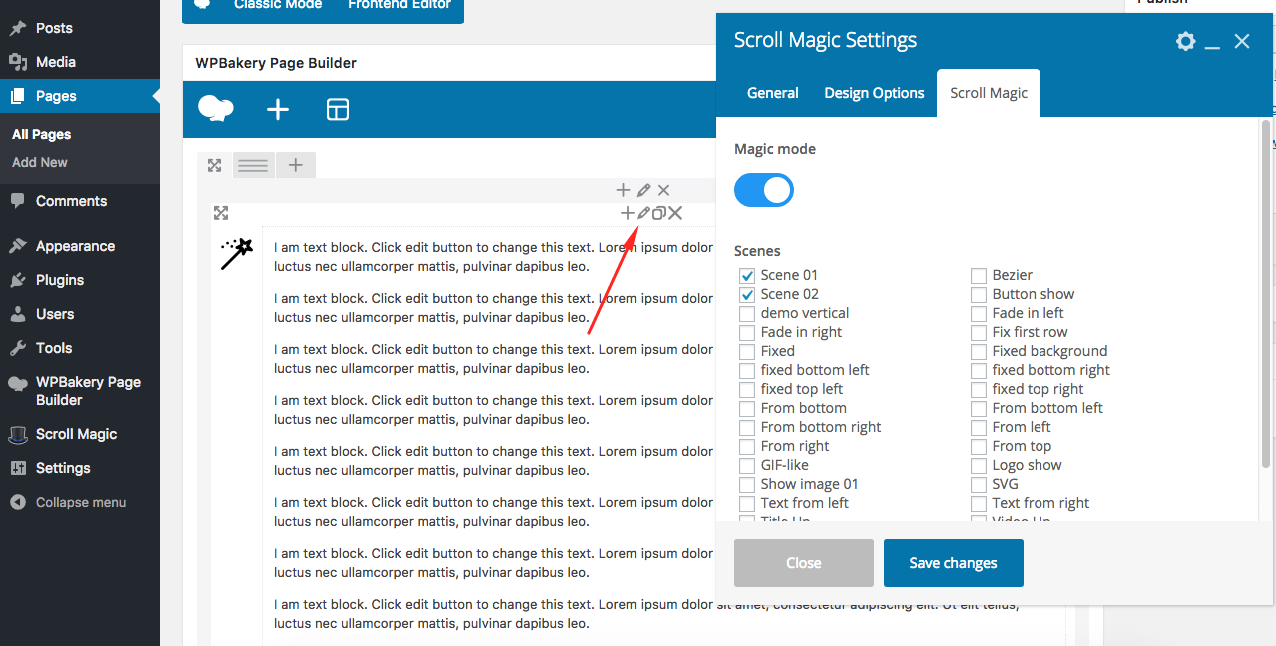 Posts
Media
Pages
All Pages
Add New
Comments
Appearance
Plugins
Users
Tools
WPBakery Page
Builder
Scroll Magic
Settings
Collapse menu
Classic Mode Frontend Editor
Publish
WPBakery Page Builder
I am text block. Click edit button to change this text. Lorem ipsum dolor
luctus nec ullamcorper mattis, pulvinar dapibus leo.
I am text block. Click edit button to change this text. Lorem ipsum dolor
luctus nec ullamcorper mattis, pulvinar dapibus leo.
I am text block. Click edit button to change this text. Lorem ipsum dolor
luctus nec ullamcorper mattis, pulvinar dapibus leo.
I am text block. Click edit button to change this text. Lorem ipsum dolor
luctus nec ullamcorper mattis, pulvinar dapibus leo.
I am text block. Click edit button to change this text. Lorem ipsum dolor
luctus nec ullamcorper mattis, pulvinar dapibus leo.
I am text block. Click edit button to change this text. Lorem ipsum dolor
luctus nec ullamcorper mattis, pulvinar dapibus leo.
I am text block. Click edit button to change this text. Lorem ipsum dolor
luctus nec ullamcorper mattis, pulvinar dapibus leo.
I am text block. Click edit button to change this text. Lorem ipsum dolor sit amet, consectetur adipiscing elit. Ut elit tellus,
luctus nec ullamcorper mattis, pulvinar dapibus leo.
Scroll Magic Settings
General Design Options Scroll Magic
Magic mode
Scenes
Scene 01 Bezier
Scene 02 Button show
demo vertical Fade in left
Fade in right Fix first row
Fixed Fixed background
fixed bottom left fixed bottom right
fixed top left fixed top right
From bottom From bottom left
From bottom right From left
From right From top
GIF-like Logo show
Show image 01 SVG
Text from left Text from right
Title Up Video Up
Close Save changes